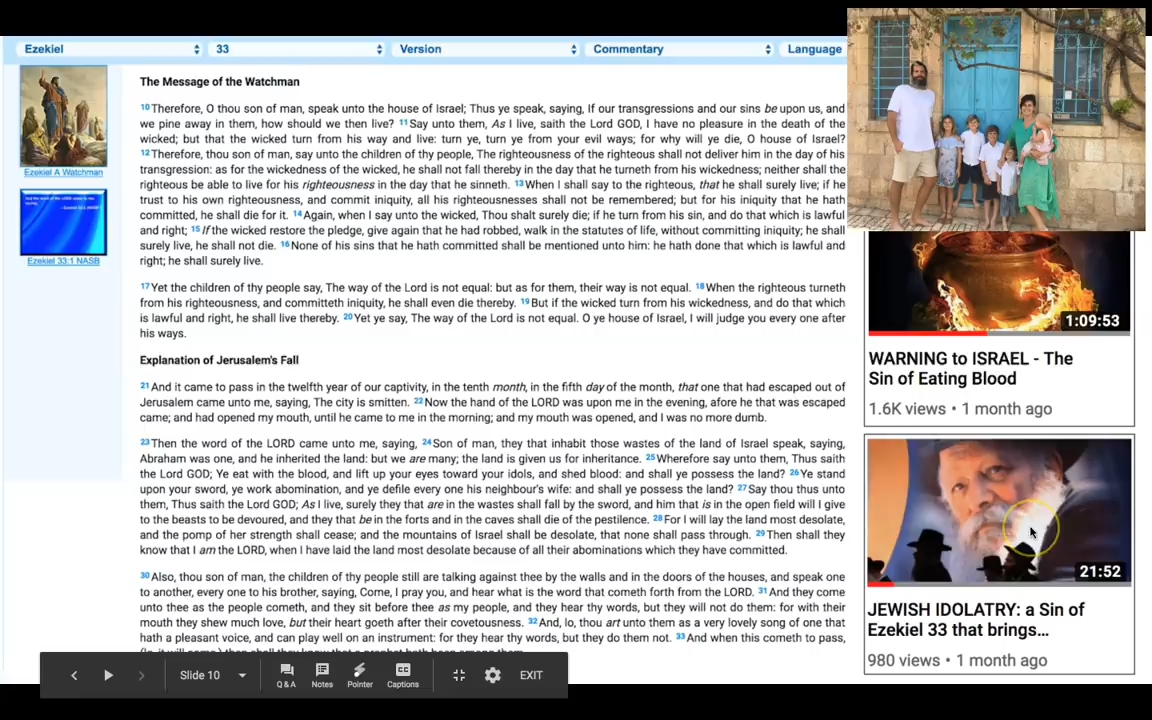 Ezekiel
33
Version
Commentary
Language
Ezekiel A Watchman
Ezekiel 33:1 NASB
The Message of the Watchman
10Therefore, O thou son of man, speak unto the house of Israel; Thus ye speak, saying, If our transgressions and our sins be upon us, and
we pine away in them, how should we then live? 11Say unto them, As I live, saith the Lord GOD, I have no pleasure in the death of the
wicked; but that the wicked turn from his way and live: turn ye, turn ye from your evil ways; for why will ye die, O house of Israel?
12Therefore, thou son of man, say unto the children of thy people, The righteousness of the righteous shall not deliver him in the day of his
transgression: as for the wickedness of the wicked, he shall not fall thereby in the day that he turneth from his wickedness; neither shall the
righteous be able to live for his righteousness in the day that he sinneth. 13When I shall say to the righteous, that he shall surely live; if he
trust to his own righteousness, and commit iniquity, all his righteousnesses shall not be remembered; but for his iniquity that he hath
committed, he shall die for it. 14Again, when I say unto the wicked, Thou shalt surely die; if he turn from his sin, and do that which is lawful
and right; 15If the wicked restore the pledge, give again that he had robbed, walk in the statutes of life, without committing iniquity; he shall
surely live, he shall not die. 16None of his sins that he hath committed shall be mentioned unto him: he hath done that which is lawful and
right; he shall surely live.
17Yet the children of thy people say, The way of the Lord is not equal: but as for them, their way is not equal. 18When the righteous turneth
from his righteousness, and committeth iniquity, he shall even die thereby. 19But if the wicked turn from his wickedness, and do that which
is lawful and right, he shall live thereby. 20Yet ye say, The way of the Lord is not equal. O ye house of Israel, I will judge you every one after
his ways.
Explanation of Jerusalem's Fall
21And it came to pass in the twelfth year of our captivity, in the tenth month, in the fifth day of the month, that one that had escaped out of
Jerusalem came unto me, saying, The city is smitten. 22Now the hand of the LORD was upon me in the evening, afore he that was escaped
came; and had opened my mouth, until he came to me in the morning; and my mouth was opened, and I was no more dumb.
23Then the word of the LORD came unto me, saying, 24Son of man, they that inhabit those wastes of the land of Israel speak, saying,
Abraham was one, and he inherited the land: but we are many; the land is given us for inheritance. 25Wherefore say unto them, Thus saith
the Lord GOD; Ye eat with the blood, and lift up your eyes toward your idols, and shed blood: and shall ye possess the land? 26Ye stand
upon your sword, ye work abomination, and ye defile every one his neighbour's wife: and shall ye possess the land? 27Say thou thus unto
them, Thus saith the Lord GOD; As I live, surely they that are in the wastes shall fall by the sword, and him that is in the open field will I give
to the beasts to be devoured, and they that be in the forts and in the caves shall die of the pestilence. 28For I will lay the land most desolate,
and the pomp of her strength shall cease; and the mountains of Israel shall be desolate, that none shall pass through. 29Then shall they
know that I am the LORD, when I have laid the land most desolate because of all their abominations which they have committed.
30Also, thou son of man, the children of thy people still are talking against thee by the walls and in the doors of the houses, and speak one
to another, every one to his brother, saying, Come, I pray you, and hear what is the word that cometh forth from the LORD. 31And they come
unto thee as the people cometh, and they sit before thee as my people, and they hear thy words, but they will not do them: for with their
mouth they shew much love, but their heart goeth after their covetousness. 32And, lo, thou art unto them as a very lovely song of one that
hath a pleasant voice, and can play well on an instrument: for they hear thy words, but they do them not. 33And when this cometh to pass,
1:09:53
WARNING to ISRAEL - The
Sin of Eating Blood
1.6K views • 1 month ago
21:52
JEWISH IDOLATRY: a Sin of
Ezekiel 33 that brings...
980 views • 1 month ago
Slide 10
Q & A
Notes
Pointer
CC
Captions
EXIT